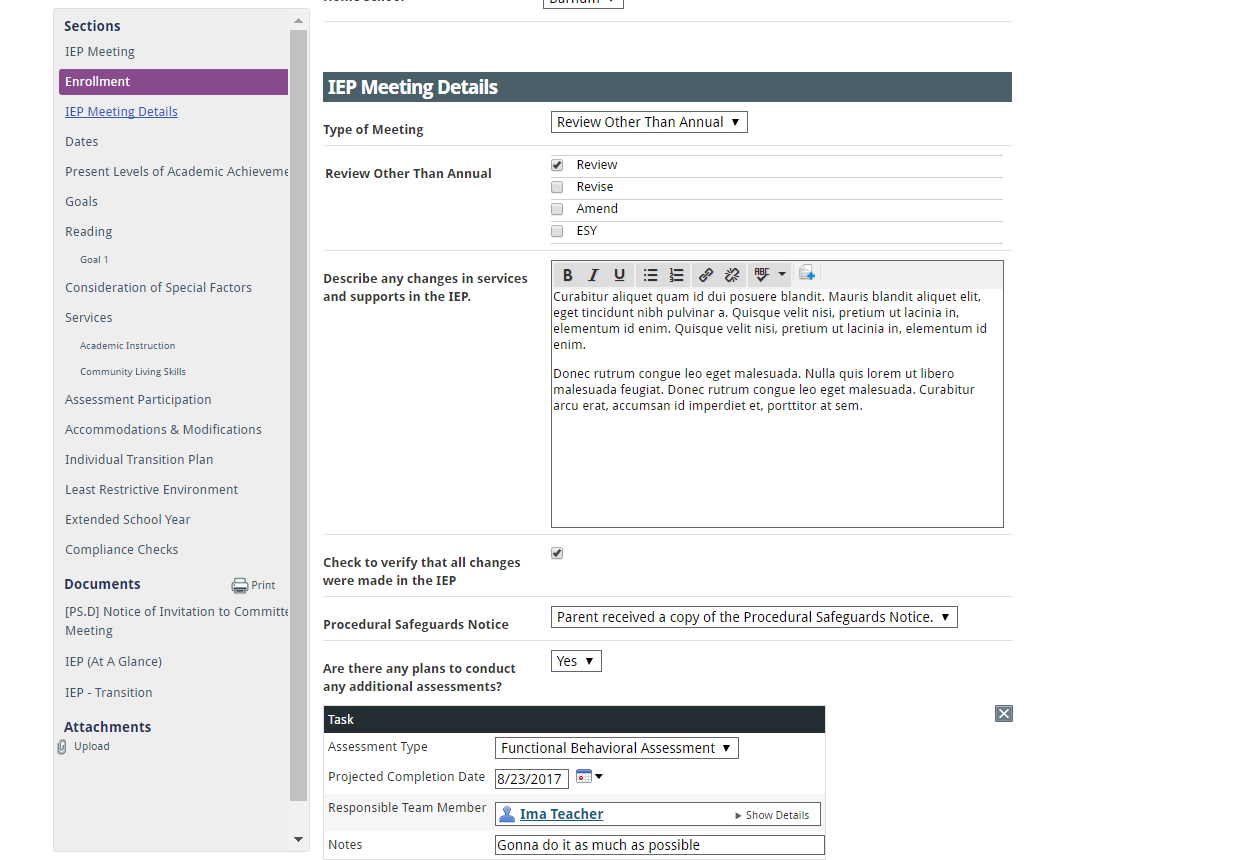 Sections
IEP Meeting
Enrollment
IEP Meeting Details
Dates
Present Levels of Academic Achieveme
Goals
Reading
Goal 1
Consideration of Special Factors
Services
Academic Instruction
Community Living Skills
Assessment Participation
Accommodations & Modifications
Individual Transition Plan
Least Restrictive Environment
Extended School Year
Compliance Checks
Documents
Print
[PS.D] Notice of Invitation to Committe
Meeting
IEP (At A Glance)
IEP - Transition
Attachments
Upload
IEP Meeting Details
Type of Meeting
Review Other Than Annual
Review Other Than Annual
Review
Revise
Amend
ESY
Describe any changes in services
and supports in the IEP.
B I U ABC
Curabitur aliquet quam id dui posuere blandit. Mauris blandit aliquet elit,
eget tincidunt nibh pulvinar a. Quisque velit nisi, pretium ut lacinia in,
elementum id enim. Quisque velit nisi, pretium ut lacinia in, elementum id
enim.
Donec rutrum congue leo eget malesuada. Nulla quis lorem ut libero
malesuada feugiat. Donec rutrum congue leo eget malesuada. Curabitur
arcu erat, accumsan id imperdiet et, porttitor at sem.
Check to verify that all changes
were made in the IEP
Procedural Safeguards Notice
Parent received a copy of the Procedural Safeguards Notice.
Are there any plans to conduct
any additional assessments?
Yes
Task
Assessment Type
Functional Behavioral Assessment
Projected Completion Date
8/23/2017
Responsible Team Member
Ima Teacher
Show Details
Notes
Gonna do it as much as possible